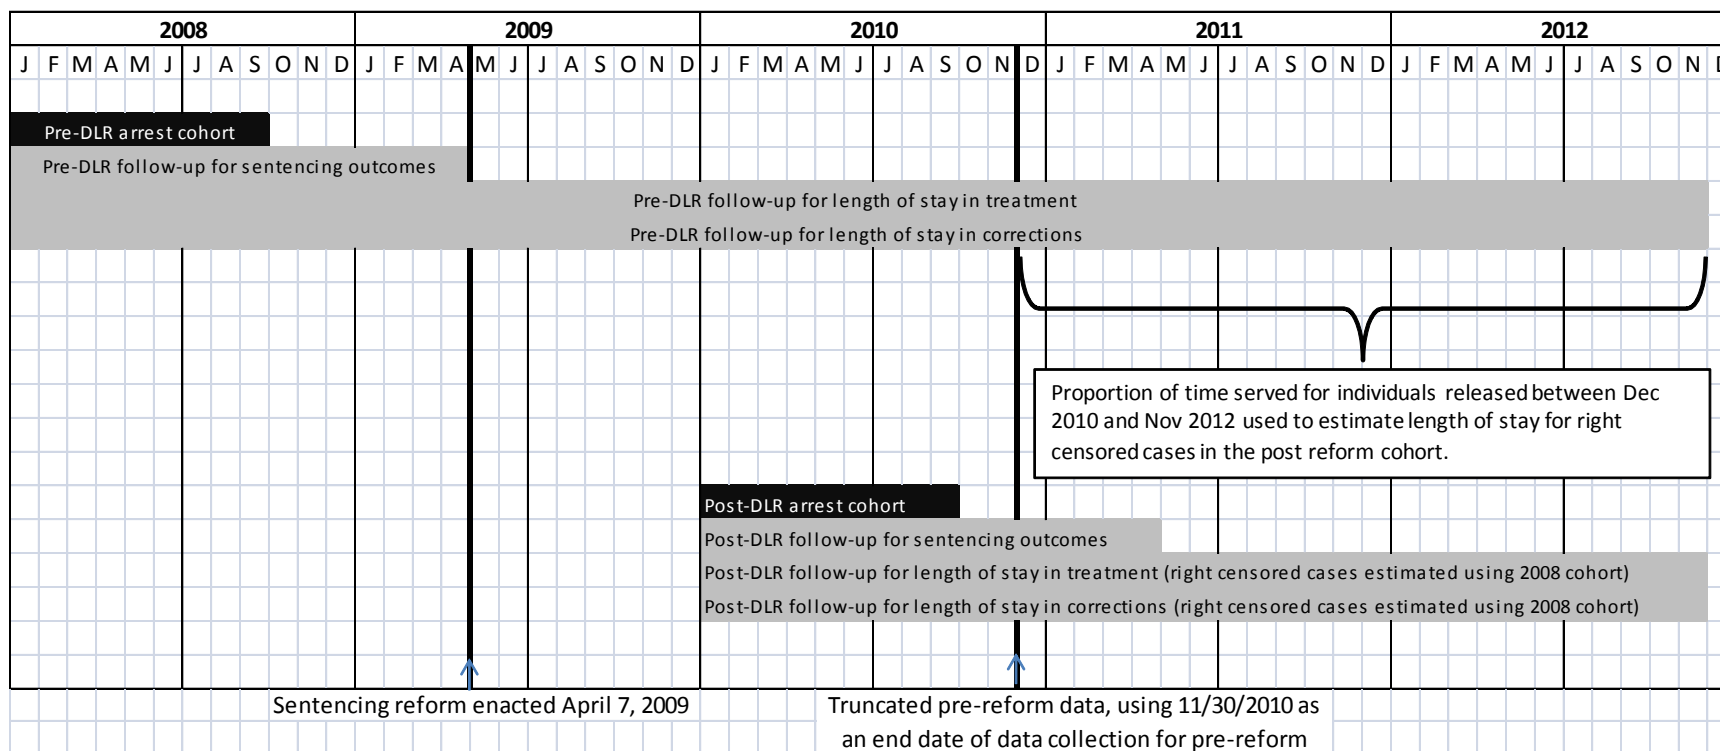 2008 2009 2010 2011 2012
J F M A M J J A S O N D J F M A M J J A S O N D J F M A M J J A S O N D J F M A M J J A S O N D J F M A M J J A S O N D
Pre-DLR arrest cohort
Pre-DLR follow-up for sentencing outcomes
Pre-DLR follow-up for length of stay in treatment
Pre-DLR follow-up for length of stay in corrections
Proportion of time served for individuals released between Dec
2010 and Nov 2012 used to estimate length of stay for right
censored cases in the post reform cohort.
Post-DLR arrest cohort
Post-DLR follow-up for sentencing outcomes
Post-DLR follow-up for length of stay in treatment (right censored cases estimated using 2008 cohort)
Post-DLR follow-up for length of stay in corrections (right censored cases estimated using 2008 cohort)
Sentencing reform enacted April 7, 2009
Truncated pre-reform data, using 11/30/2010 as
an end date of data collection for pre-reform